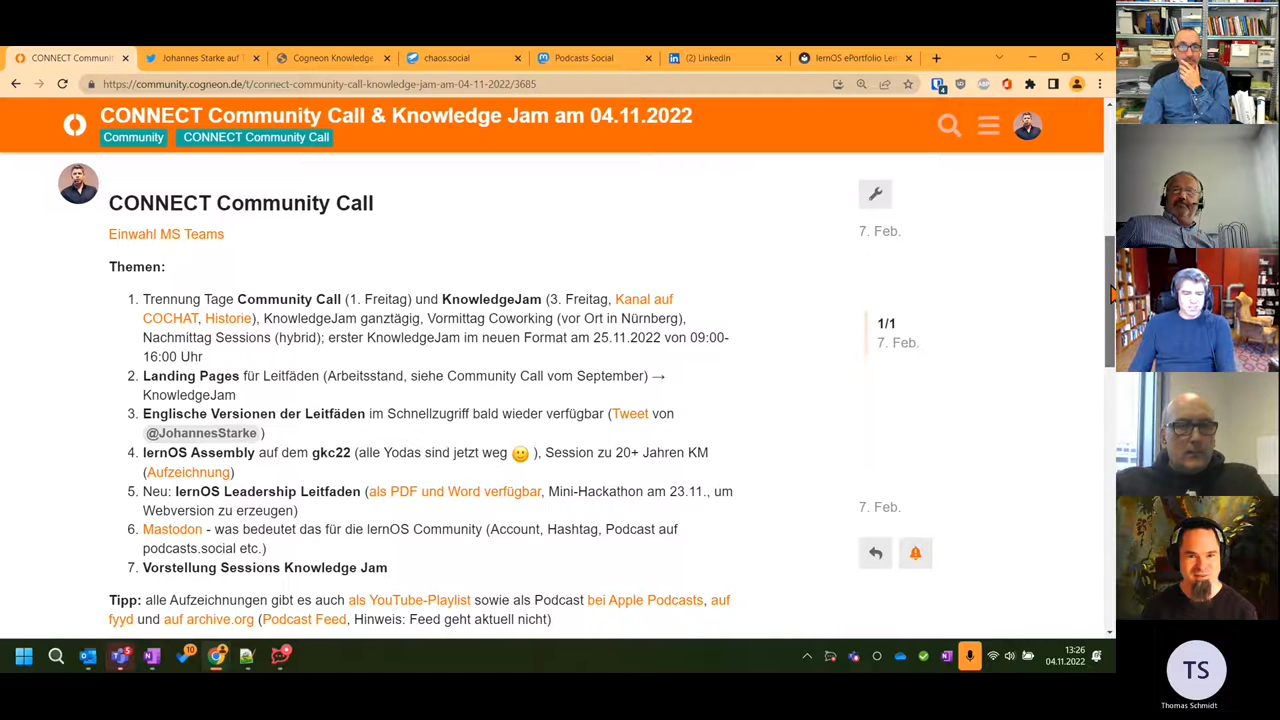 CONNECT Communit
Johannes Starke auf T
Cogneon Knowledge
chaos.social
Podcasts Social
(2) LinkedIn
lernOS ePortfolio Lei
https://community.cogneon.de/t/connect-community-call-knowledge-jam-am-04-11-2022/3685
CONNECT Community Call & Knowledge Jam am 04.11.2022
Community CONNECT Community Call
CONNECT Community Call
Einwahl MS Teams
7. Feb.
Themen:
1. Trennung Tage Community Call (1. Freitag) und KnowledgeJam (3. Freitag, Kanal auf
COCHAT, Historie), KnowledgeJam ganztägig, Vormittag Coworking (vor Ort in Nürnberg),
Nachmittag Sessions (hybrid); erster KnowledgeJam im neuen Format am 25.11.2022 von 09:00-
16:00 Uhr
1/1
7. Feb.
2. Landing Pages für Leitfäden (Arbeitsstand, siehe Community Call vom September) →
KnowledgeJam
3. Englische Versionen der Leitfäden im Schnellzugriff bald wieder verfügbar (Tweet von
@JohannesStarke )
4. lernOS Assembly auf dem gkc22 (alle Yodas sind jetzt weg 🙂 ), Session zu 20+ Jahren KM
(Aufzeichnung)
5. Neu: lernOS Leadership Leitfaden (als PDF und Word verfügbar, Mini-Hackathon am 23.11., um
Webversion zu erzeugen)
7. Feb.
6. Mastodon - was bedeutet das für die lernOS Community (Account, Hashtag, Podcast auf
podcasts.social etc.)
7. Vorstellung Sessions Knowledge Jam
Tipp: alle Aufzeichnungen gibt es auch als YouTube-Playlist sowie als Podcast bei Apple Podcasts, auf
fyyd und auf archive.org (Podcast Feed, Hinweis: Feed geht aktuell nicht)
13:26
04.11.2022
TS
Thomas Schmidt